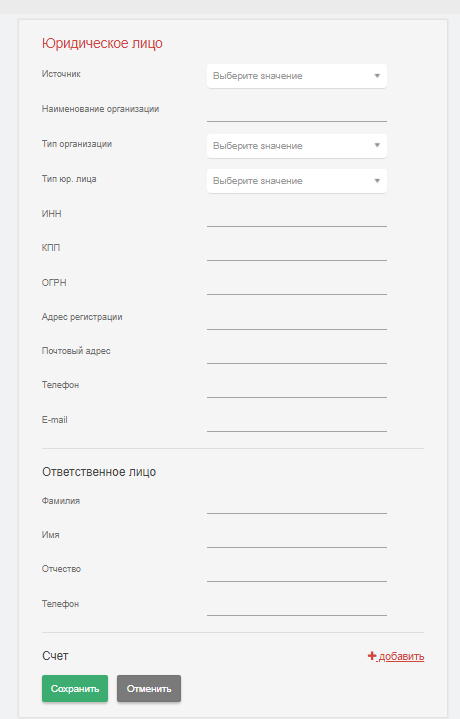 Юридическое лицо
Источник Выберите значение
Наименование организации
Тип организации Выберите значение
Тип юр. лица Выберите значение
ИНН
КПП
ОГРН
Адрес регистрации
Почтовый адрес
Телефон
E-mail
Ответственное лицо
Фамилия
Имя
Отчество
Телефон
Счет + добавить
Сохранить Отменить